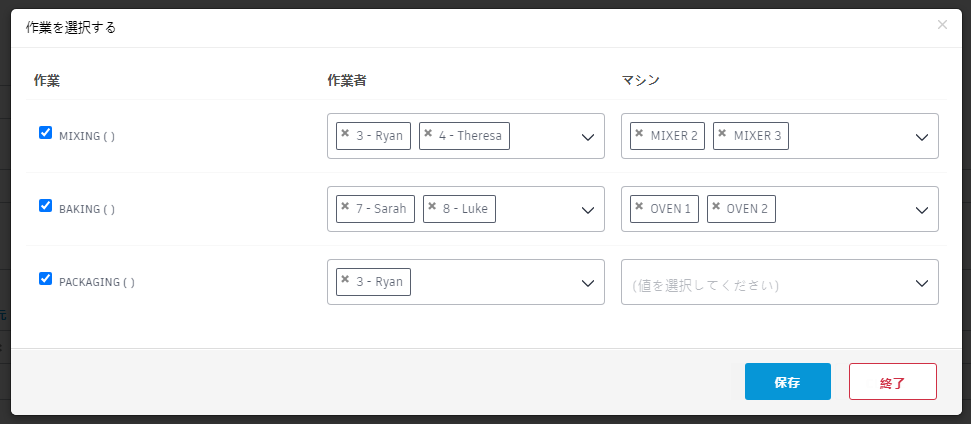 作業を選択する ×
作業 作業者 マシン
MIXING ( ) × 3 - Ryan × 4 - Theresa × MIXER 2 × MIXER 3
BAKING ( ) × 7 - Sarah × 8 - Luke × OVEN 1 × OVEN 2
PACKAGING ( ) × 3 - Ryan (値を選択してください)
元
保存 終了